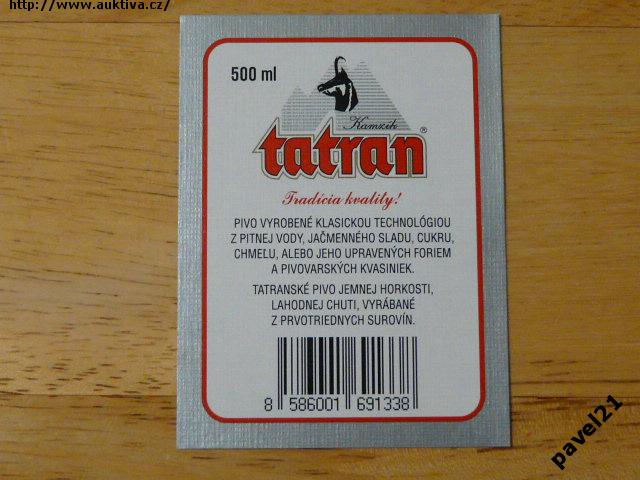 http://www.auktiva.cz/
500 ml
Kamzík
tatran®
Tradícia kvality!
PIVO VYROBENÉ KLASICKOU TECHNOLÓGIOU
Z PITNEJ VODY, JAČMENNÉHO SLADU, CUKRU,
CHMELU, ALEBO JEHO UPRAVENÝCH FORIEM
A PIVOVARSKÝCH KVASINIEK.
TATRANSKÉ PIVO JEMNEJ HORKOSTI,
LAHODNEJ CHUTI, VYRÁBANÉ
Z PRVOTRIEDNYCH SUROVÍN.
8 586001 691338
pavel21